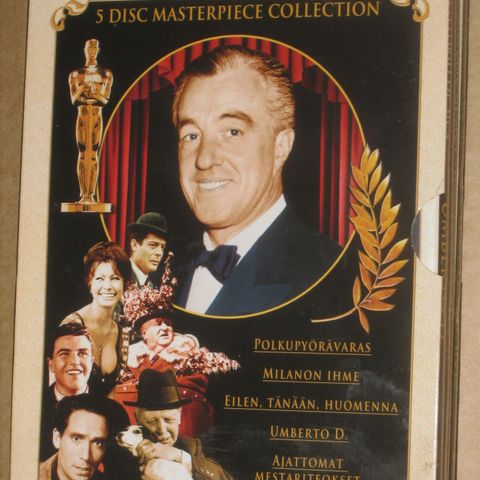 5 DISC MASTERPIECE COLLECTION
POLKUPYÖRÄVARAS
MILANON IHME
EILEN, TÄNÄÄN, HUOMENNA
UMBERTO D.
AJATTOMAT
MESTARITEOKSET